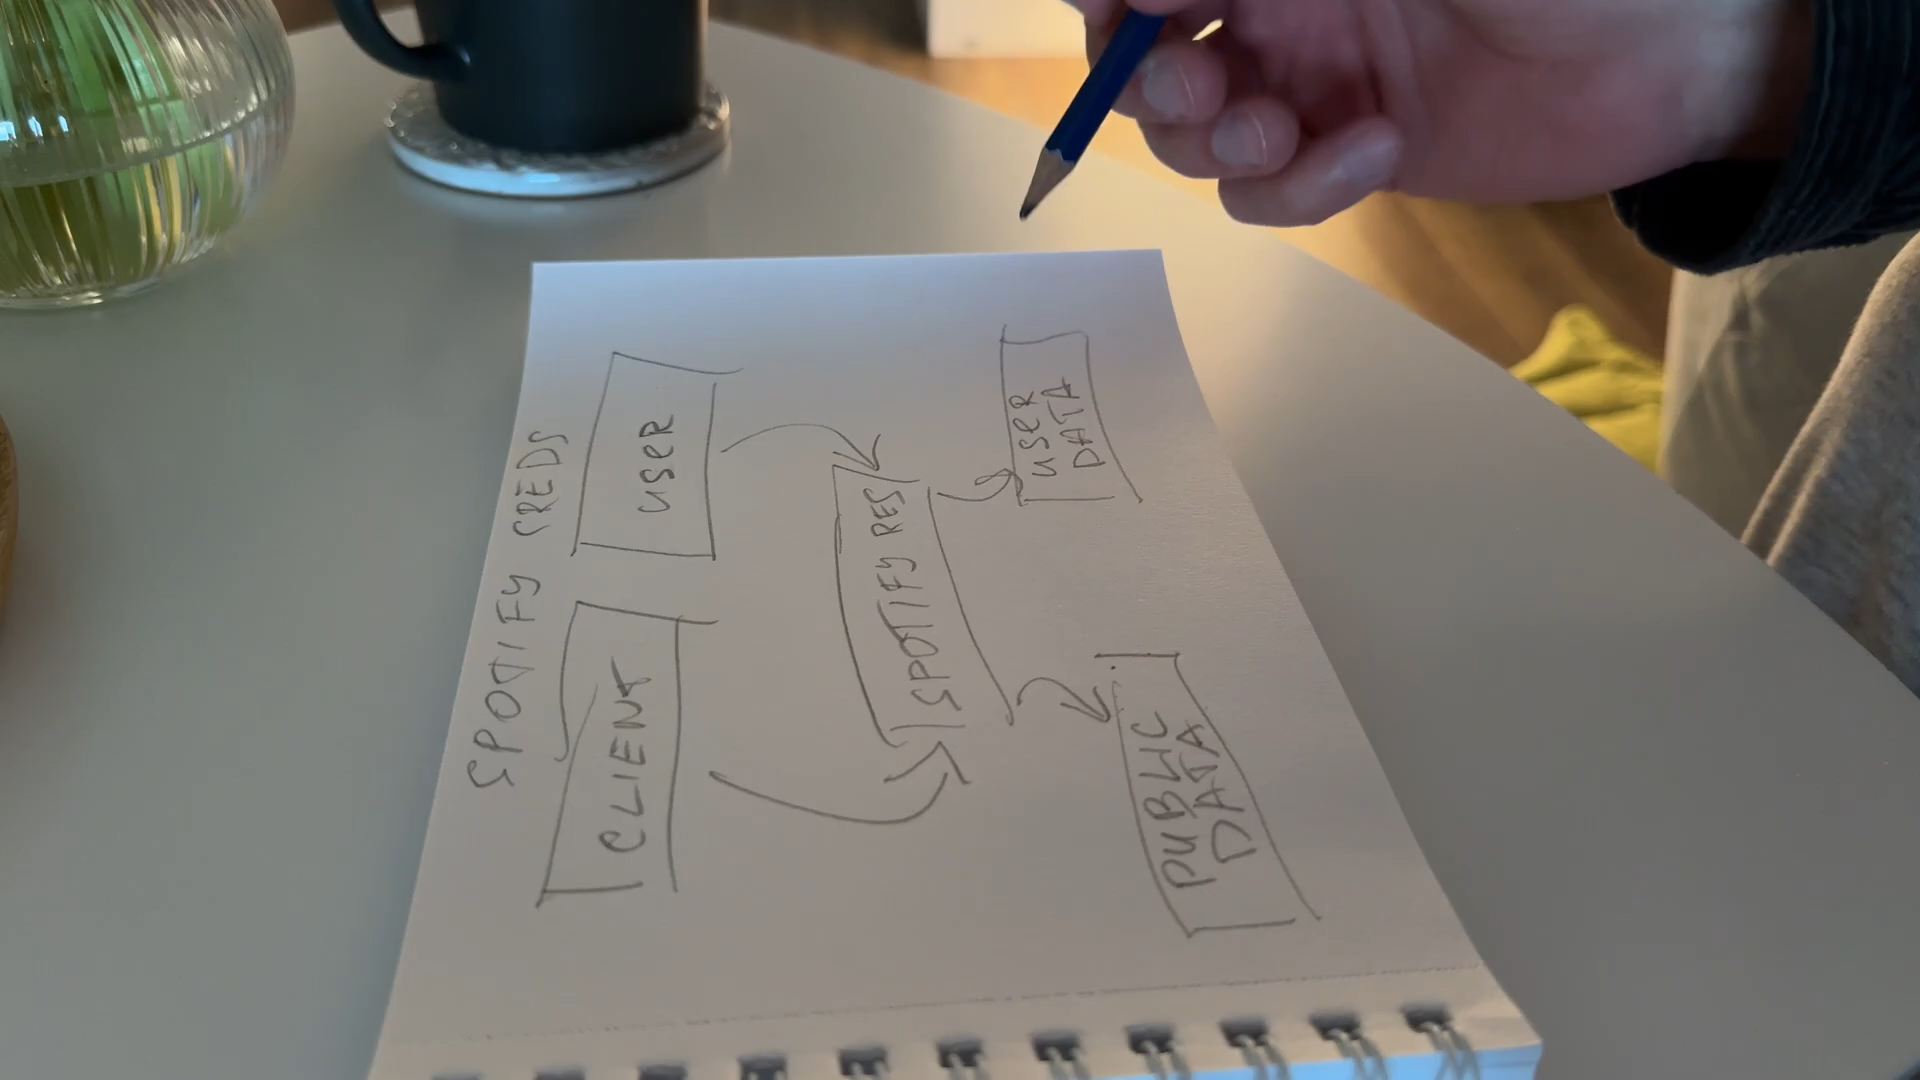 SPOTIFY CREDS
CLIENT
USER
SPOTIFY RES
PUBLIC
DATA
USER
DATA